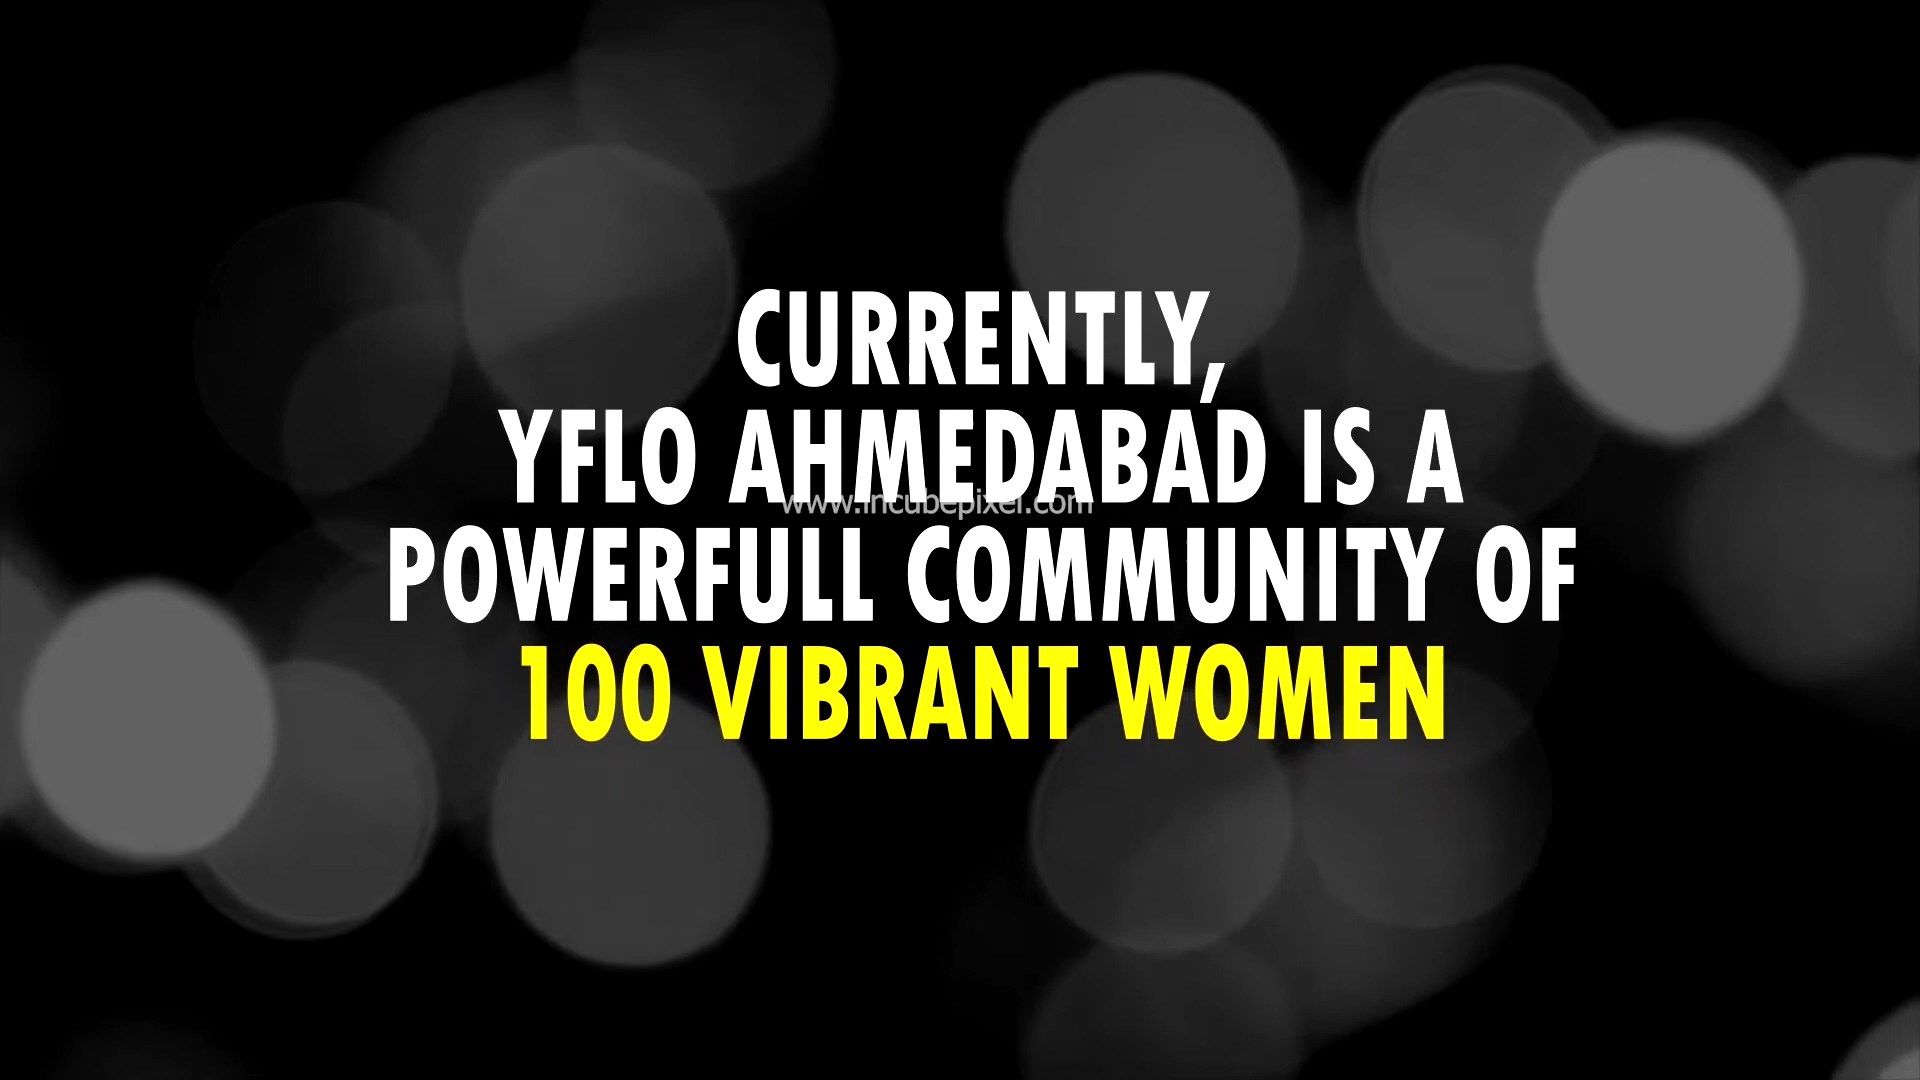 CURRENTLY,
YFLO AHMEDABAD IS A
www.incubepixel.com
POWERFULL COMMUNITY OF
100 VIBRANT WOMEN